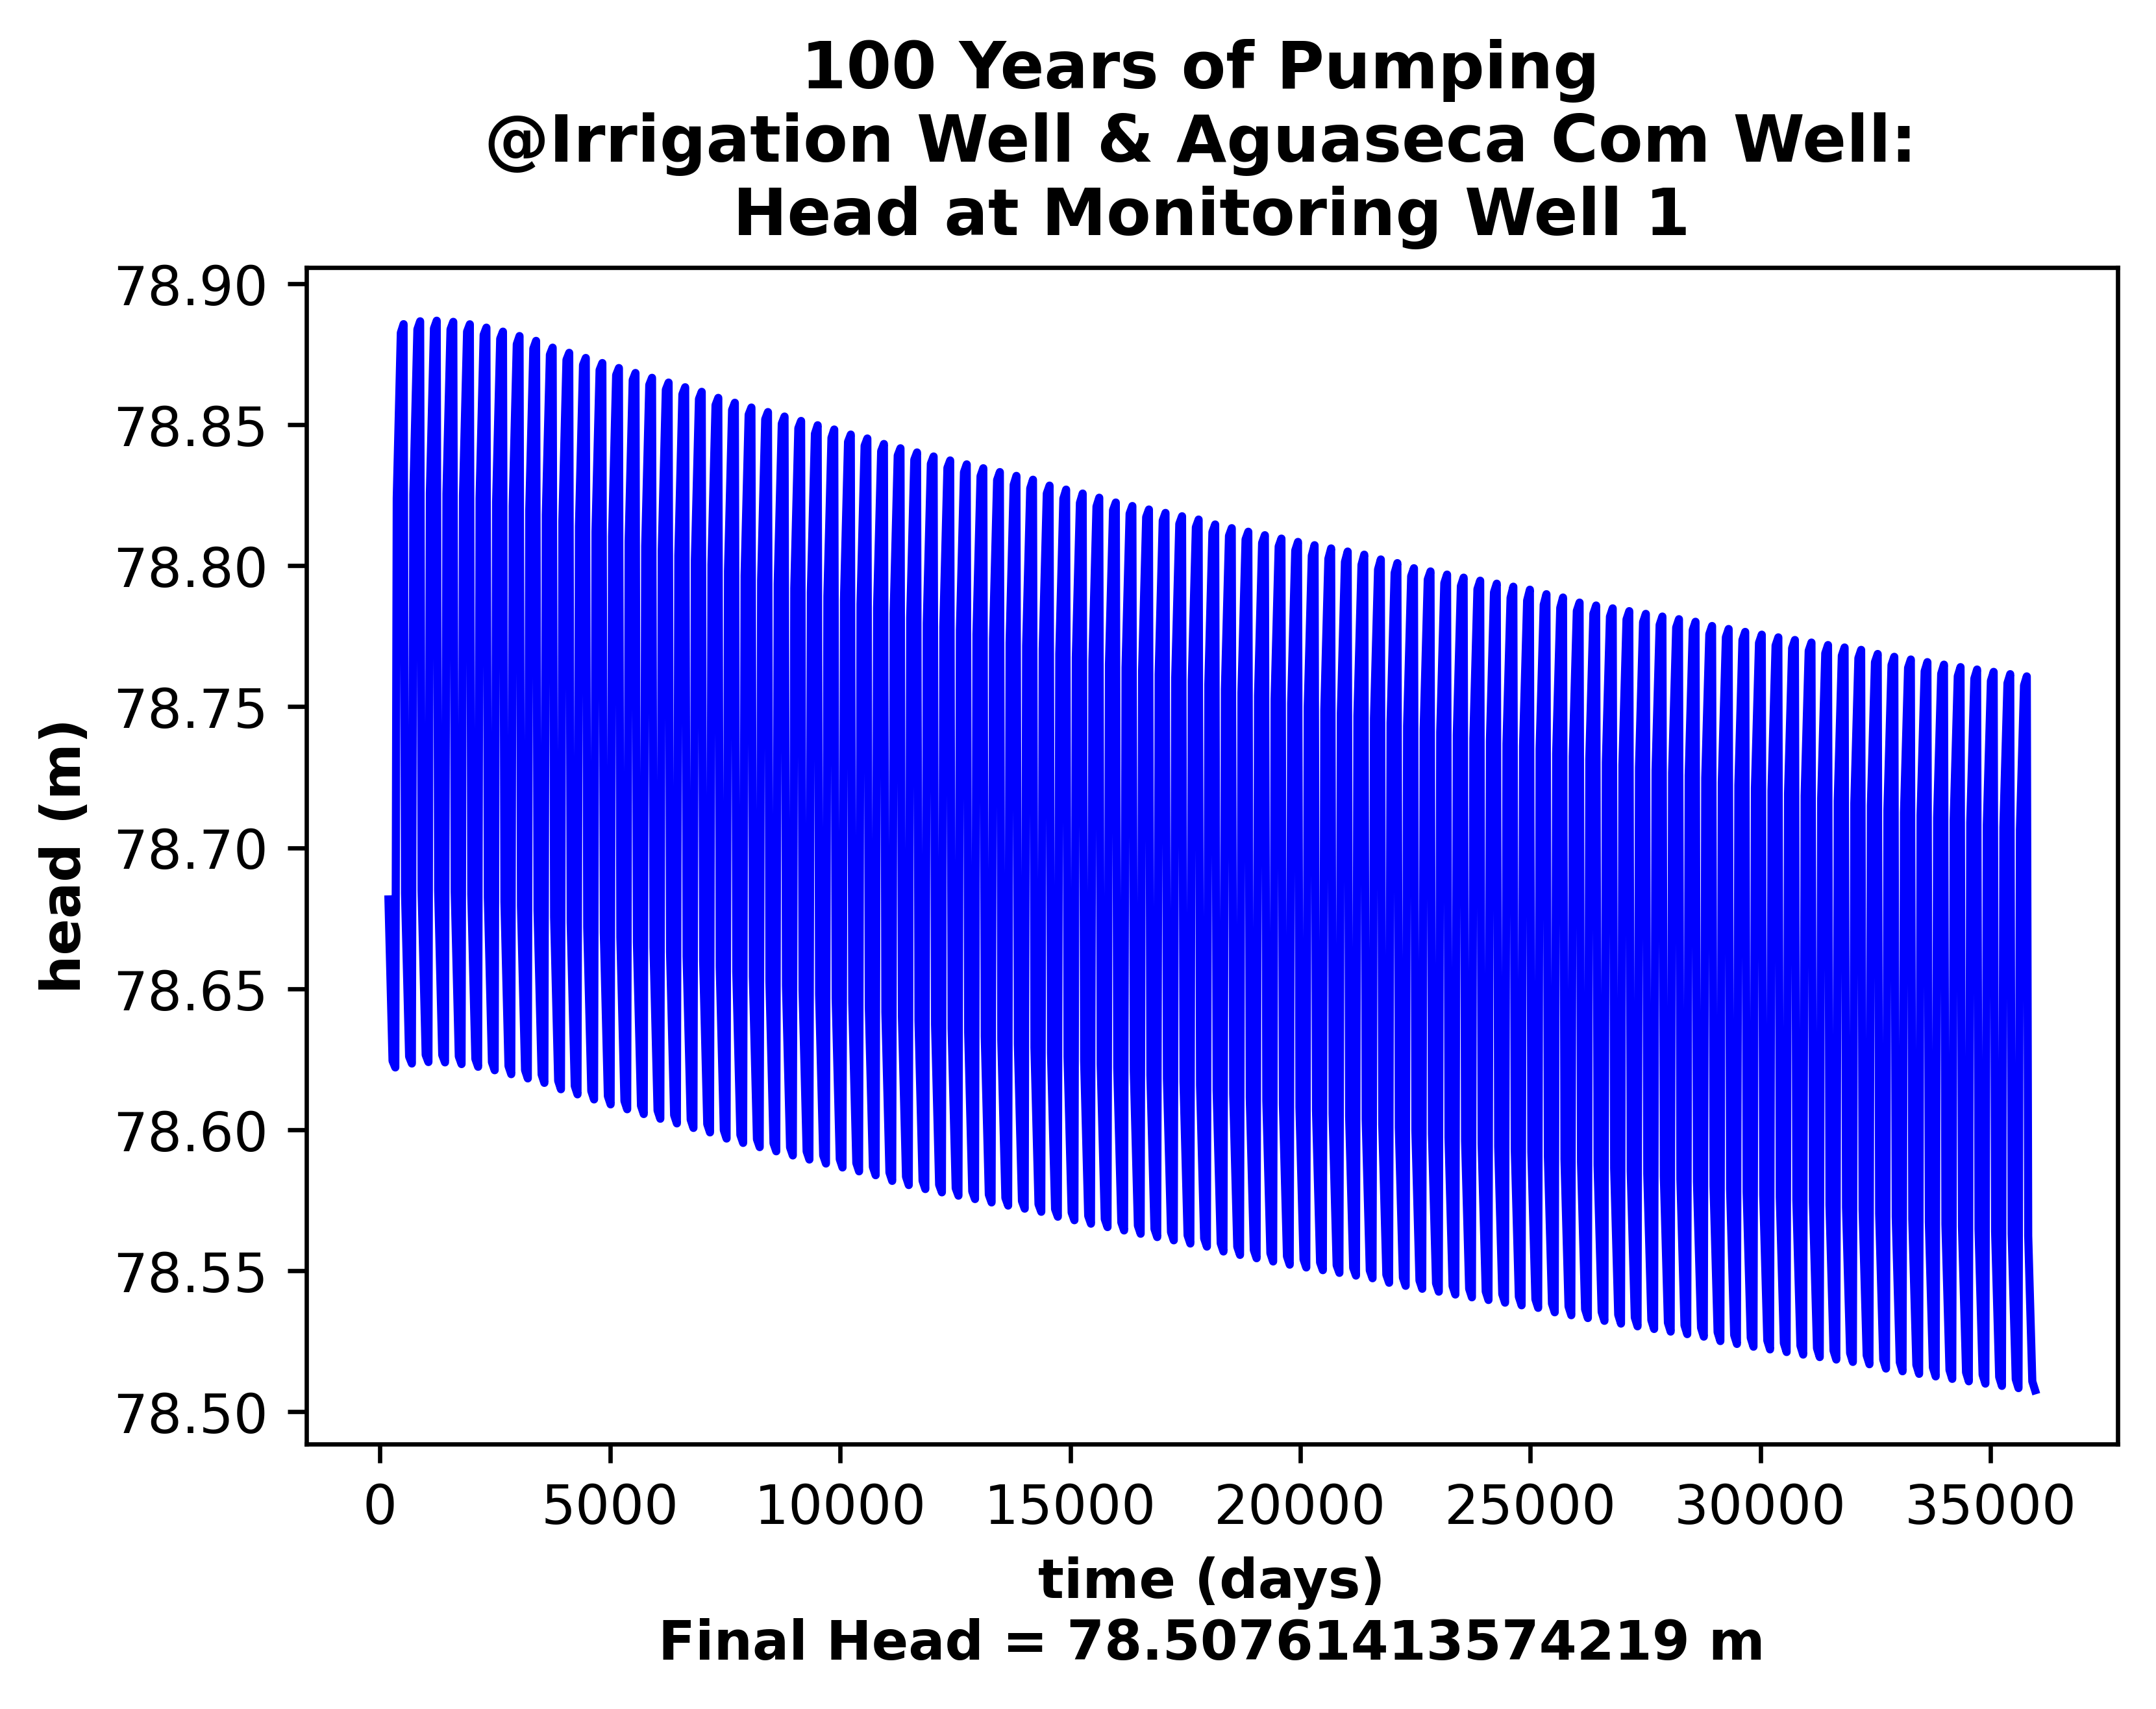 100 Years of Pumping
@Irrigation Well & Aguaseca Com Well:
Head at Monitoring Well 1
78.90
78.85
78.80
78.75
78.70
78.65
78.60
78.55
78.50
head (m)
0 5000 10000 15000 20000 25000 30000 35000
time (days)
Final Head = 78.50761413574219 m